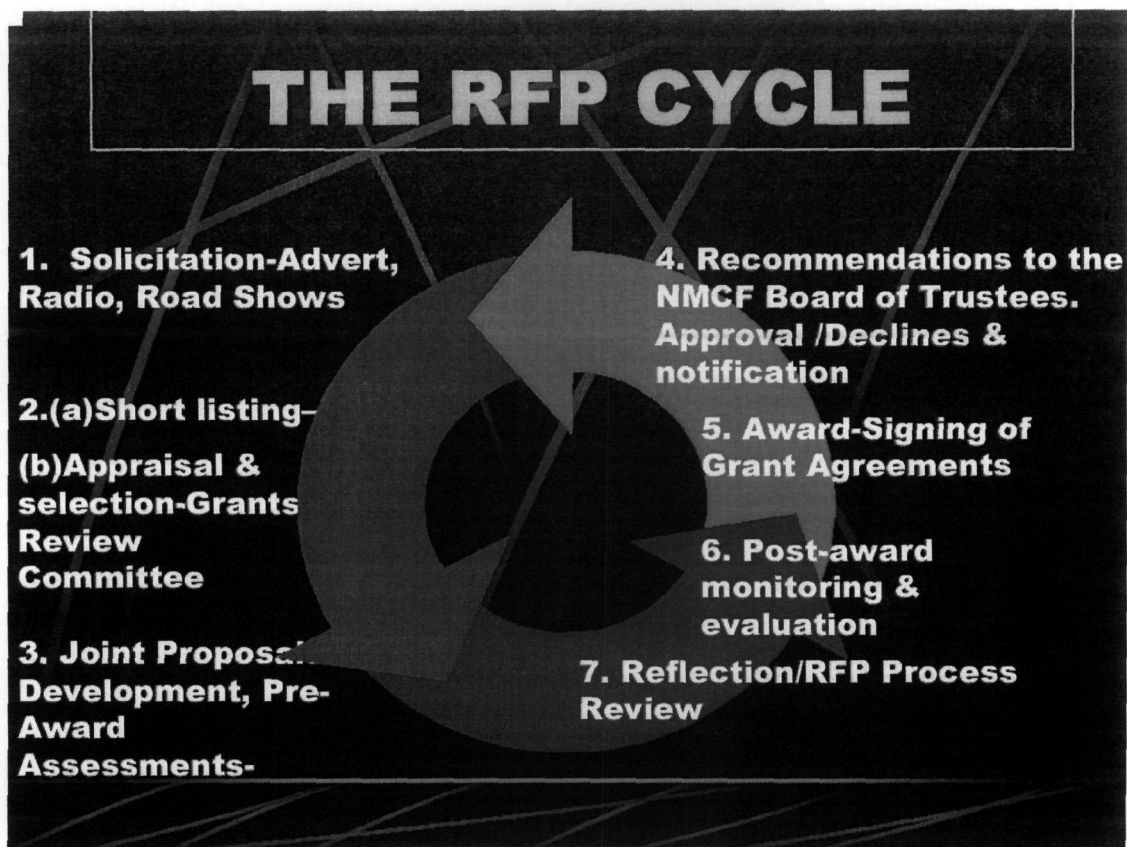 THE RFP CYCLE
1. Solicitation-Advert,
Radio, Road Shows
2.(a)Short listing–
(b)Appraisal &
selection-Grants
Review
Committee
3. Joint Proposal
Development, Pre-
Award
Assessments-
4. Recommendations to the
NMCF Board of Trustees.
Approval /Declines &
notification
5. Award-Signing of
Grant Agreements
6. Post-award
monitoring &
evaluation
7. Reflection/RFP Process
Review